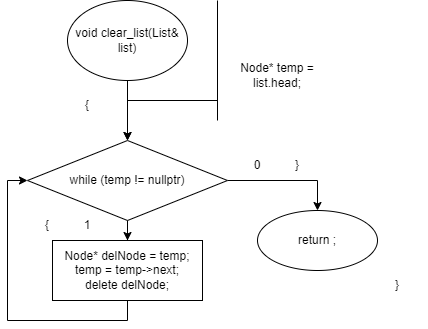 void clear_list(List&
list)
Node* temp =
list.head;
{
while (temp != nullptr)
0 }
{ 1
Node* delNode = temp;
temp = temp->next;
delete delNode;
return ;
}